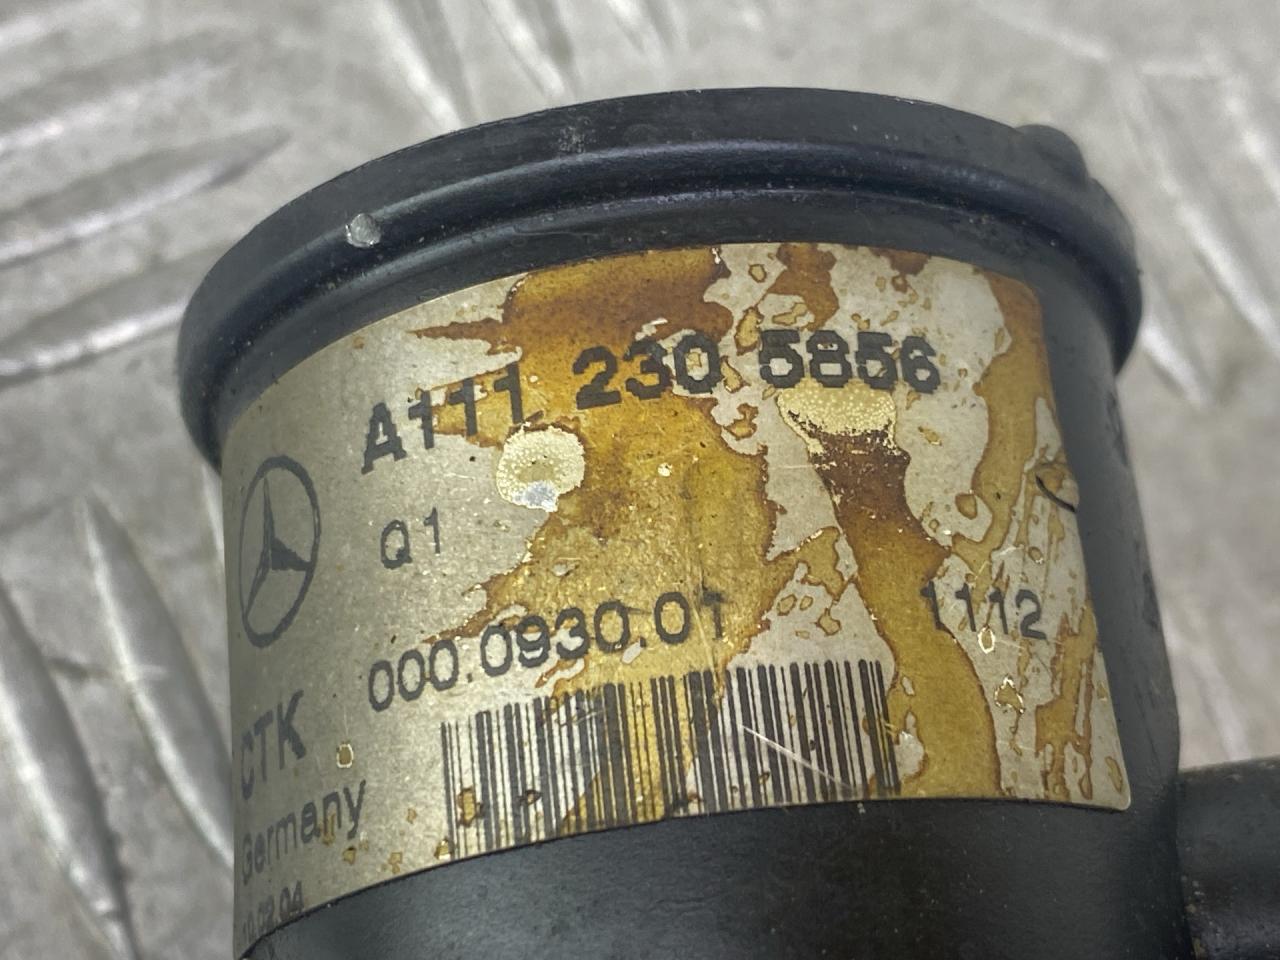 A111 230 5856
Q1
000.0930.01 1112
CTK
Germany